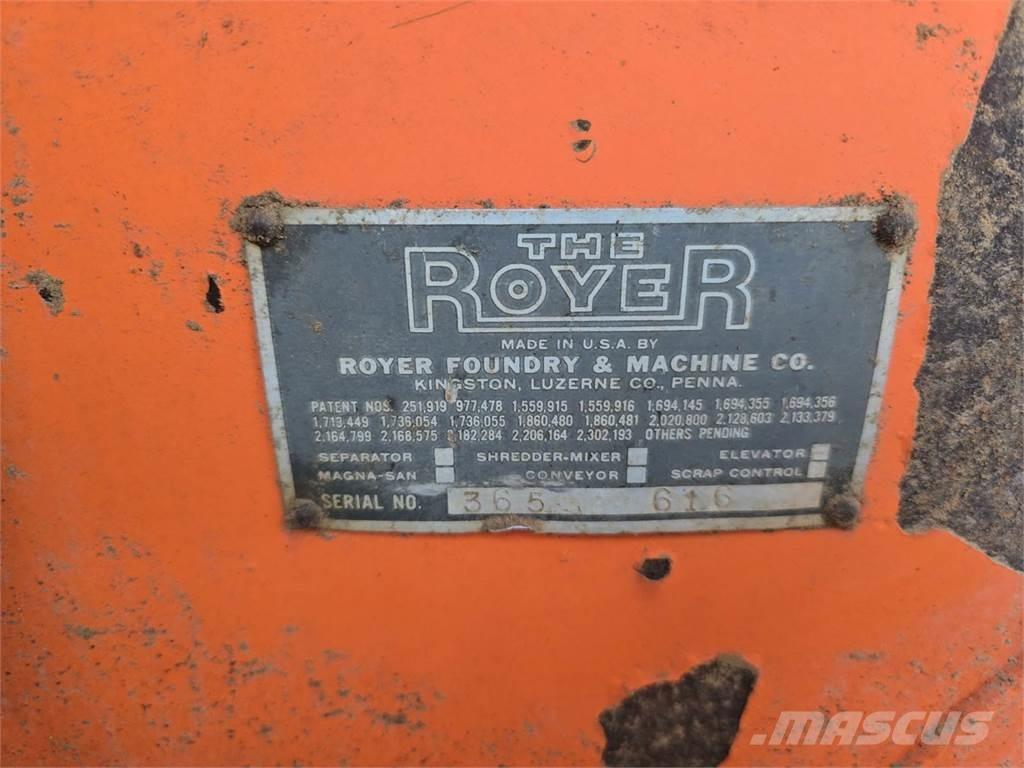 THE
ROYER
MADE IN U.S.A. BY
ROYER FOUNDRY & MACHINE CO.
KINGSTON, LUZERNE CO., PENNA.
PATENT NOS. 251,919 977,478 1,559,915 1,559,916 1,694,145 1,694,355 1,694,356
1,713,449 1,736,054 1,736,055 1,860,480 1,860,481 2,020,800 2,128,603 2,133,379
2,164,799 2,168,575 2,182,284 2,206,164 2,302,193 OTHERS PENDING
SEPARATOR SHREDDER-MIXER ELEVATOR
MAGNA-SAN CONVEYOR SCRAP CONTROL
SERIAL NO. 365 616
MASCUS